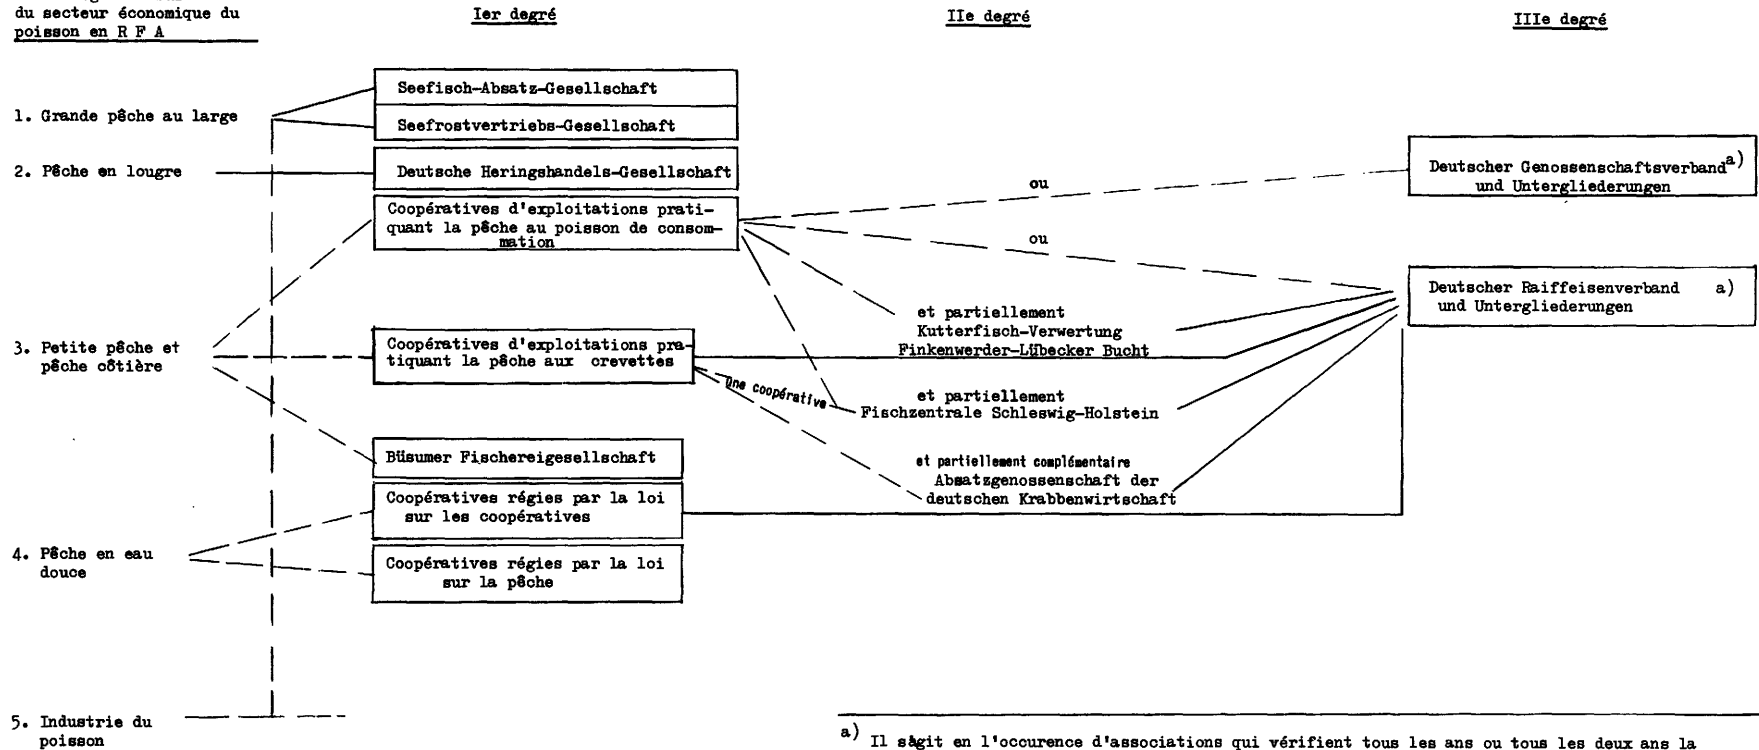 du secteur économique du
poisson en R F A
Ier degré
IIe degré
IIIe degré
1. Grande pêche au large
Seefisch-Absatz-Gesellschaft
Seefrostvertriebs-Gesellschaft
2. Pêche en lougre
Deutsche Heringshandels-Gesellschaft
Coopératives d'exploitations prati-
quant la pêche au poisson de consom-
mation
ou
ou
Deutscher Genossenschaftsverband a)
und Untergliederungen
Deutscher Raiffeisenverband a)
und Untergliederungen
3. Petite pêche et
pêche côtière
Coopératives d'exploitations pra-
tiquant la pêche aux crevettes
et partiellement
Kutterfisch-Verwertung
Finkenwerder-Lübecker Bucht
une coopérative
et partiellement
Fischzentrale Schleswig-Holstein
Büsumer Fischereigesellschaft
et partiellement complémentaire
Absatzgenossenschaft der
deutschen Krabbenwirtschaft
Coopératives régies par la loi
sur les coopératives
4. Pêche en eau
douce
Coopératives régies par la loi
sur la pêche
5. Industrie du
poisson
a) Il sàgit en l'occurence d'associations qui vérifient tous les ans ou tous les deux ans la